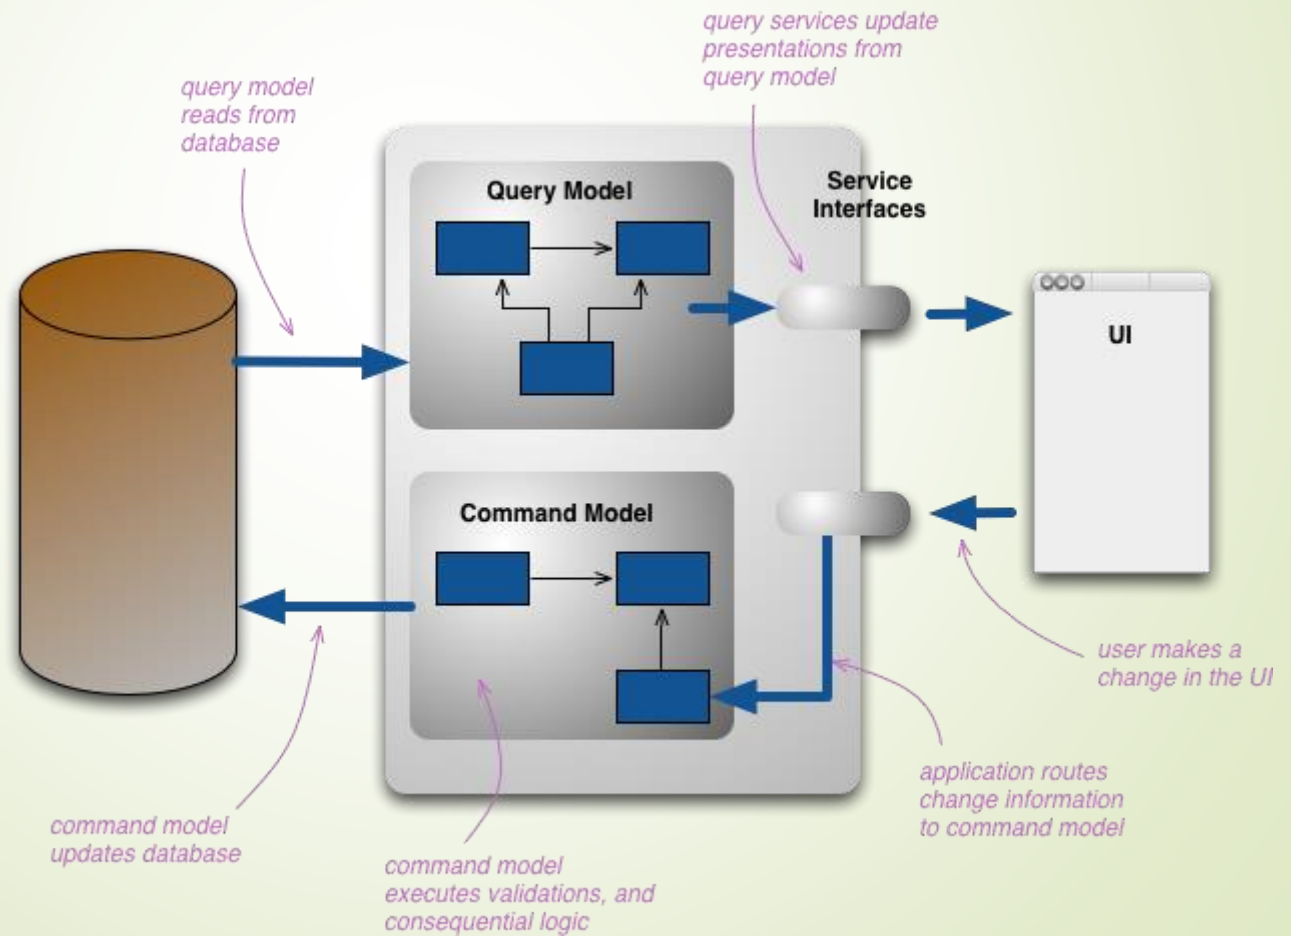 query services update
presentations from
query model
query model
reads from
database
Query Model
Service
Interfaces
UI
Command Model
user makes a
change in the UI
application routes
change information
to command model
command model
updates database
command model
executes validations, and
consequential logic